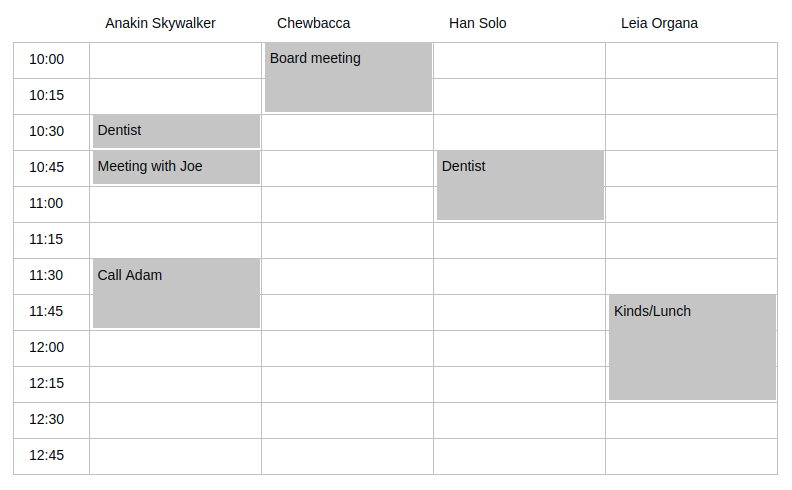 Anakin Skywalker Chewbacca Han Solo Leia Organa
10:00 Board meeting
10:15
10:30 Dentist
10:45 Meeting with Joe Dentist
11:00
11:15
11:30 Call Adam
11:45 Kinds/Lunch
12:00
12:15
12:30
12:45